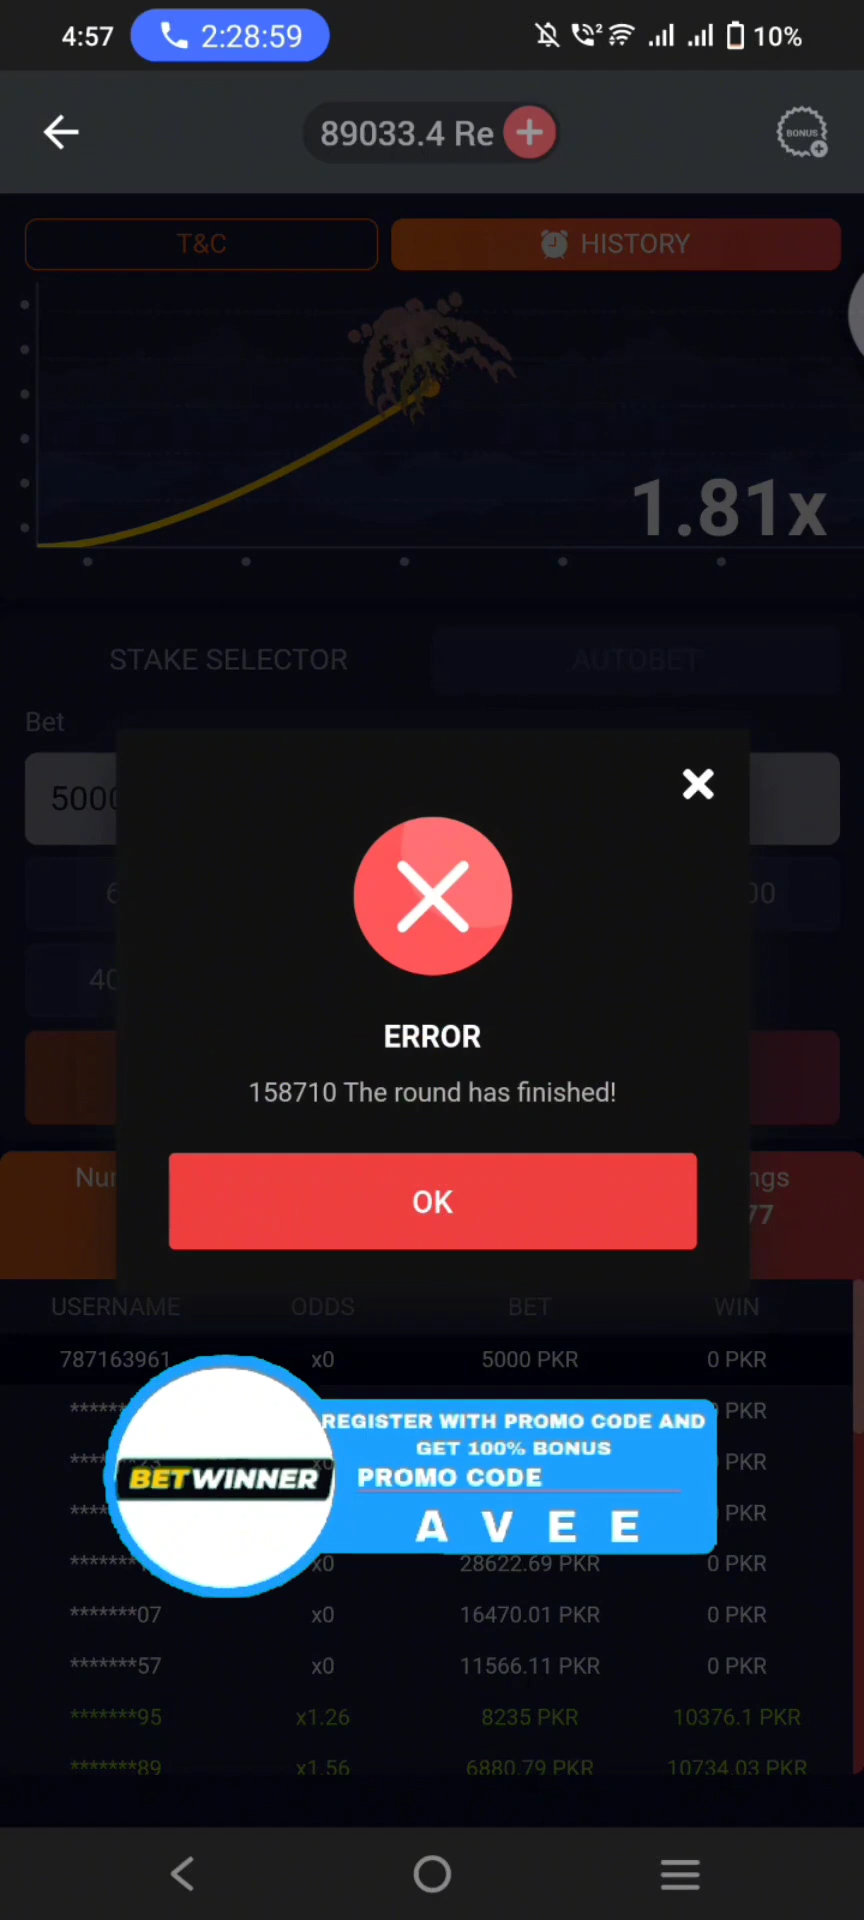 4:57 2:28:59 2 10%
89033.4 Re
BONUS
T&C HISTORY
1.81x
STAKE SELECTOR AUTOBET
Bet
ERROR
158710 The round has finished!
OK
USERNAME ODDS BET WIN
787163961 x0 5000 PKR 0 PKR
PKR
PKR
PKR
REGISTER WITH PROMO CODE AND
GET 100% BONUS
BETWINNER PROMO CODE
AVEE
x0 28622.69 PKR 0 PKR
*******07 x0 16470.01 PKR 0 PKR
*******57 x0 11566.11 PKR 0 PKR
*******95 x1.26 8235 PKR 10376.1 PKR
*******89 x1.56 6880.79 PKR 10734.03 PKR